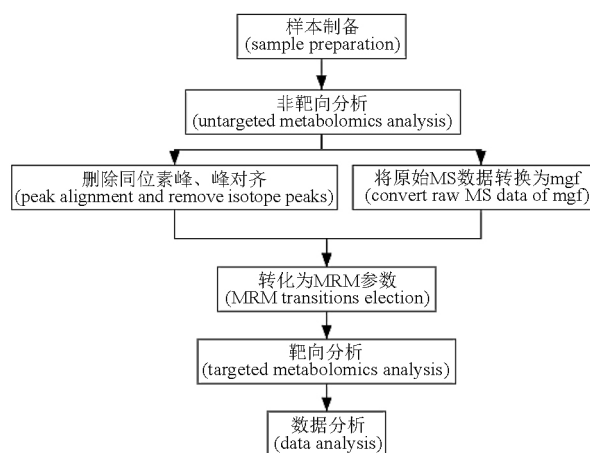 样本制备
(sample preparation)
非靶向分析
(untargeted metabolomics analysis)
删除同位素峰、峰对齐
(peak alignment and remove isotope peaks)
将原始MS数据转换为mgf
(convert raw MS data of mgf)
转化为MRM参数
(MRM transitions election)
靶向分析
(targeted metabolomics analysis)
数据分析
(data analysis)